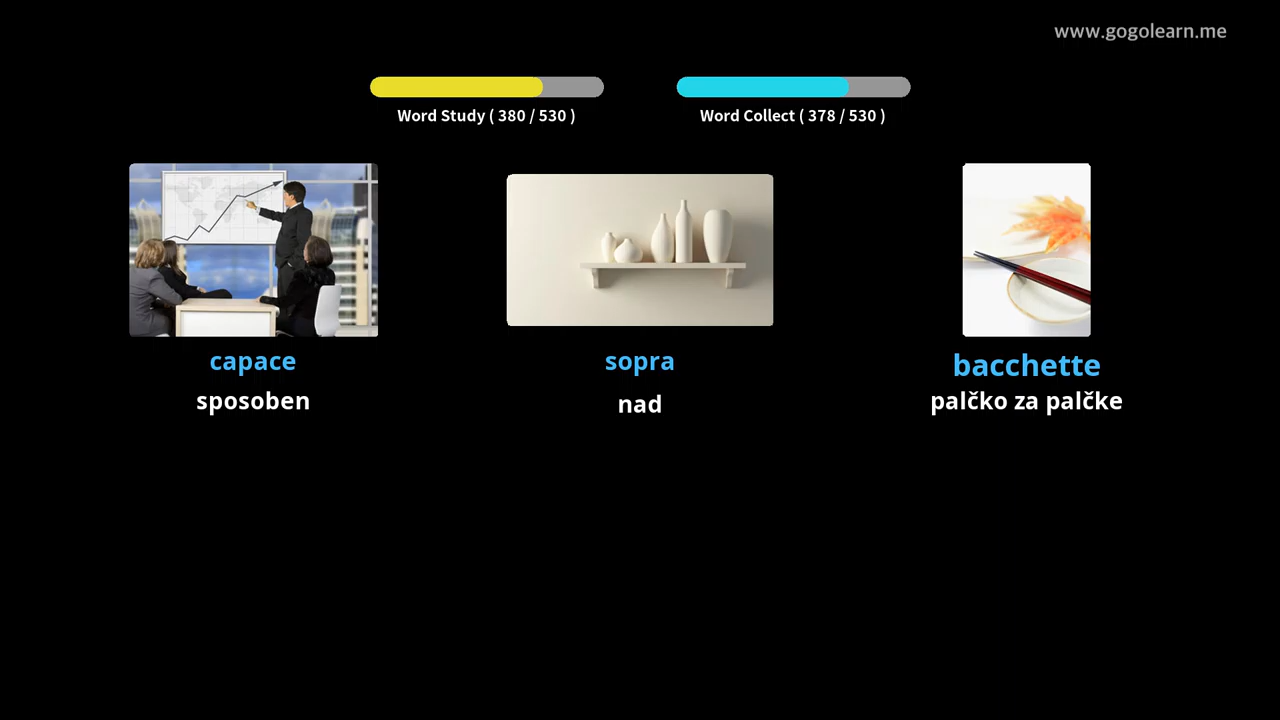 www.gogolearn.me
Word Study ( 380 / 530 )
Word Collect ( 378 / 530 )
capace
sopra
bacchette
sposoben
nad
palčko za palčke